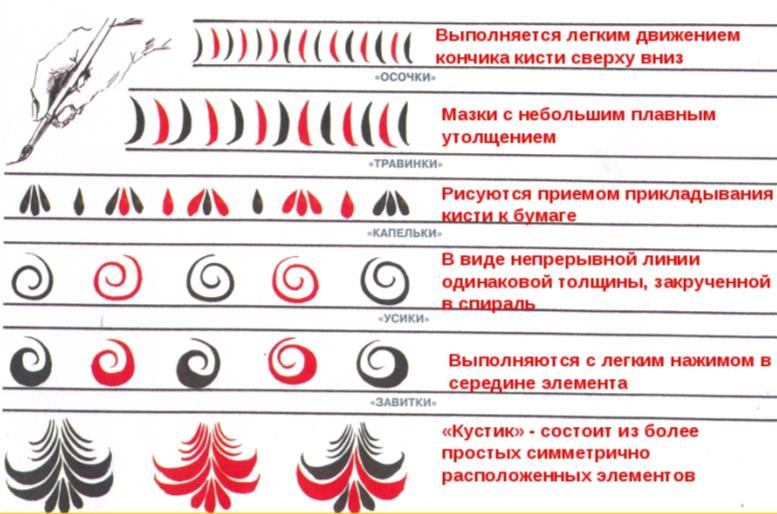 Выполняется легким движением
кончика кисти сверху вниз
«ОСОЧКИ»
Мазки с небольшим плавным
утолщением
«ТРАВИНКИ»
Рисуются приемом прикладывания
кисти к бумаге
«КАПЕЛЬКИ»
В виде непрерывной линии
одинаковой толщины, закрученной
в спираль
«УСИКИ»
Выполняются с легким нажимом в
середине элемента
«ЗАВИТКИ»
«Кустик» - состоит из более
простых симметрично
расположенных элементов